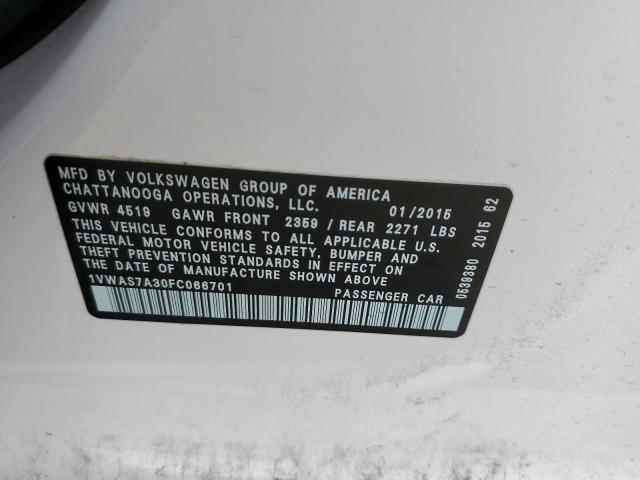 MFD BY VOLKSWAGEN GROUP OF AMERICA
CHATTANOOGA OPERATIONS, LLC. 01/2015
GVWR 4519 GAWR FRONT 2359 / REAR 2271 LBS
THIS VEHICLE CONFORMS TO ALL APPLICABLE U.S.
FEDERAL MOTOR VEHICLE SAFETY, BUMPER AND
THEFT PREVENTION STANDARDS IN EFFECT ON
THE DATE OF MANUFACTURE SHOWN ABOVE
1VWAS7A30FC066701 PASSENGER CAR
0539380 2015 62